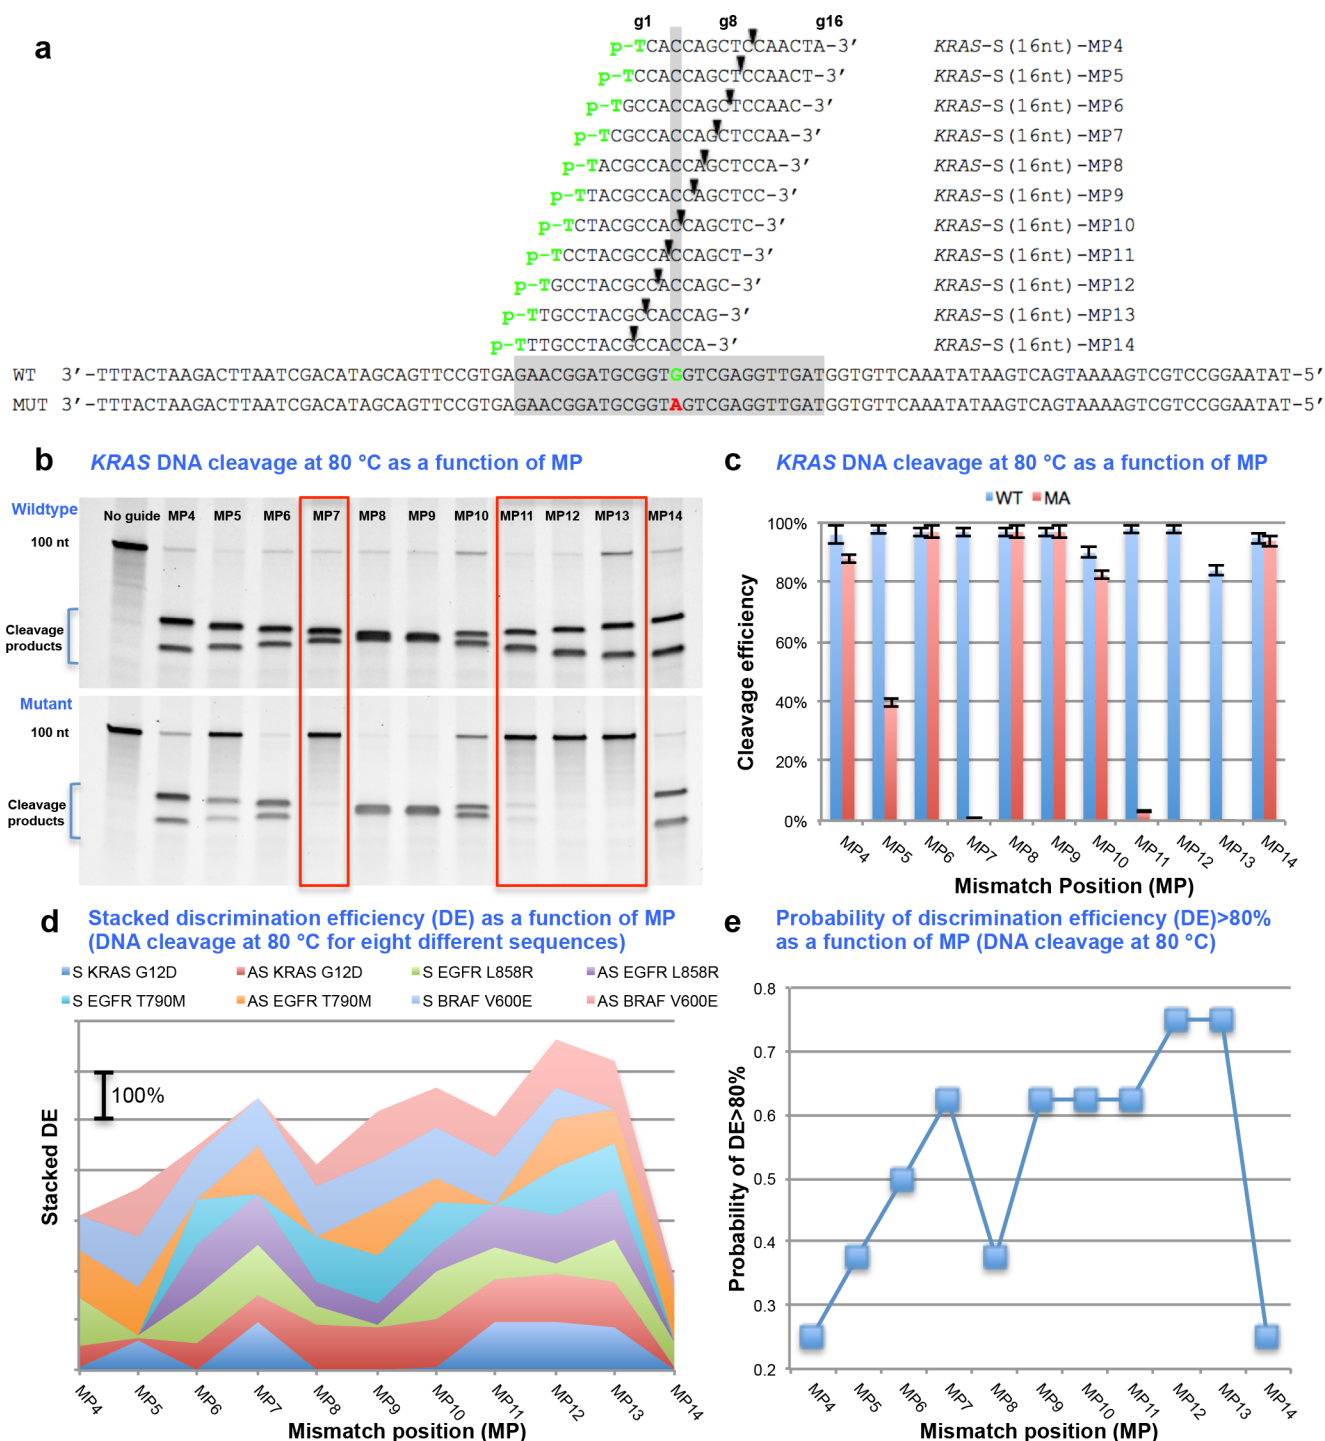 a
g1 g8 g16
p-TCACCAGCTCCAACTA-3′ KRAS-S(16nt)-MP4
p-TCCACCAGCTCCAACT-3′ KRAS-S(16nt)-MP5
p-TGCCACCAGCTCCAAC-3′ KRAS-S(16nt)-MP6
p-TCGCCACCAGCTCCAA-3′ KRAS-S(16nt)-MP7
p-TACGCCACCAGCTCCA-3′ KRAS-S(16nt)-MP8
p-TTACGCCACCAGCTCC-3′ KRAS-S(16nt)-MP9
p-TCTACGCCACCAGCTC-3′ KRAS-S(16nt)-MP10
p-TCCTACGCCACCAGCT-3′ KRAS-S(16nt)-MP11
p-TGCCTACGCCACCAGC-3′ KRAS-S(16nt)-MP12
p-TTGCCTACGCCACCAG-3′ KRAS-S(16nt)-MP13
p-TTTGCCTACGCCACCA-3′ KRAS-S(16nt)-MP14
WT 3′-TTTACTAAGACTTAATCGACATAGCAGTTCCGTGAGAACGGATGCGGTGGTCGAGGTTGATGGTGTTCAAATATAAGTCAGTAAAAGTCGTCCGGAATAT-5′
MUT 3′-TTTACTAAGACTTAATCGACATAGCAGTTCCGTGAGAACGGATGCGGTAGTCGAGGTTGATGGTGTTCAAATATAAGTCAGTAAAAGTCGTCCGGAATAT-5′
b KRAS DNA cleavage at 80 °C as a function of MP
Wildtype
No guide MP4 MP5 MP6 MP7 MP8 MP9 MP10 MP11 MP12 MP13 MP14
100 nt
Cleavage
products
Mutant
100 nt
Cleavage
products
c KRAS DNA cleavage at 80 °C as a function of MP
WT MA
Cleavage efficiency
100%
80%
60%
40%
20%
0%
MP4 MP5 MP6 MP7 MP8 MP9 MP10 MP11 MP12 MP13 MP14
Mismatch Position (MP)
d Stacked discrimination efficiency (DE) as a function of MP
(DNA cleavage at 80 °C for eight different sequences)
S KRAS G12D AS KRAS G12D S EGFR L858R AS EGFR L858R
S EGFR T790M AS EGFR T790M S BRAF V600E AS BRAF V600E
Stacked DE
100%
MP4 MP5 MP6 MP7 MP8 MP9 MP10 MP11 MP12 MP13 MP14
Mismatch position (MP)
e Probability of discrimination efficiency (DE)>80%
as a function of MP (DNA cleavage at 80 °C)
Probability of DE>80%
0.8
0.7
0.6
0.5
0.4
0.3
0.2
MP4 MP5 MP6 MP7 MP8 MP9 MP10 MP11 MP12 MP13 MP14
Mismatch position (MP)